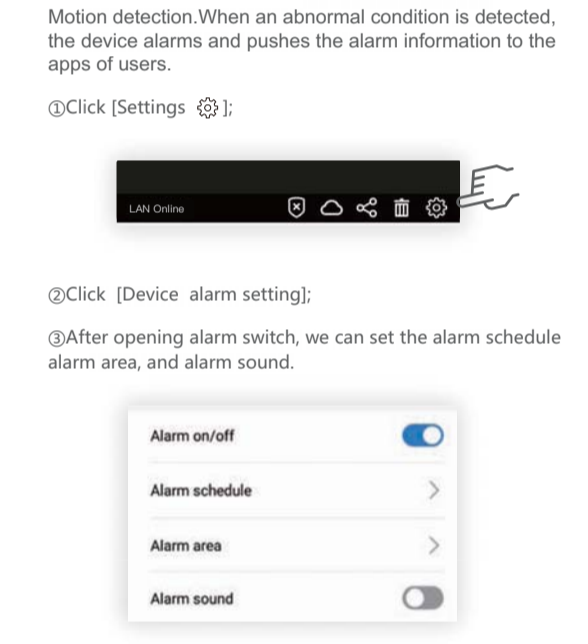 Motion detection.When an abnormal condition is detected,
the device alarms and pushes the alarm information to the
apps of users.
①Click [Settings ];
LAN Online
②Click [Device alarm setting];
③After opening alarm switch, we can set the alarm schedule
alarm area, and alarm sound.
Alarm on/off
Alarm schedule
Alarm area
Alarm sound